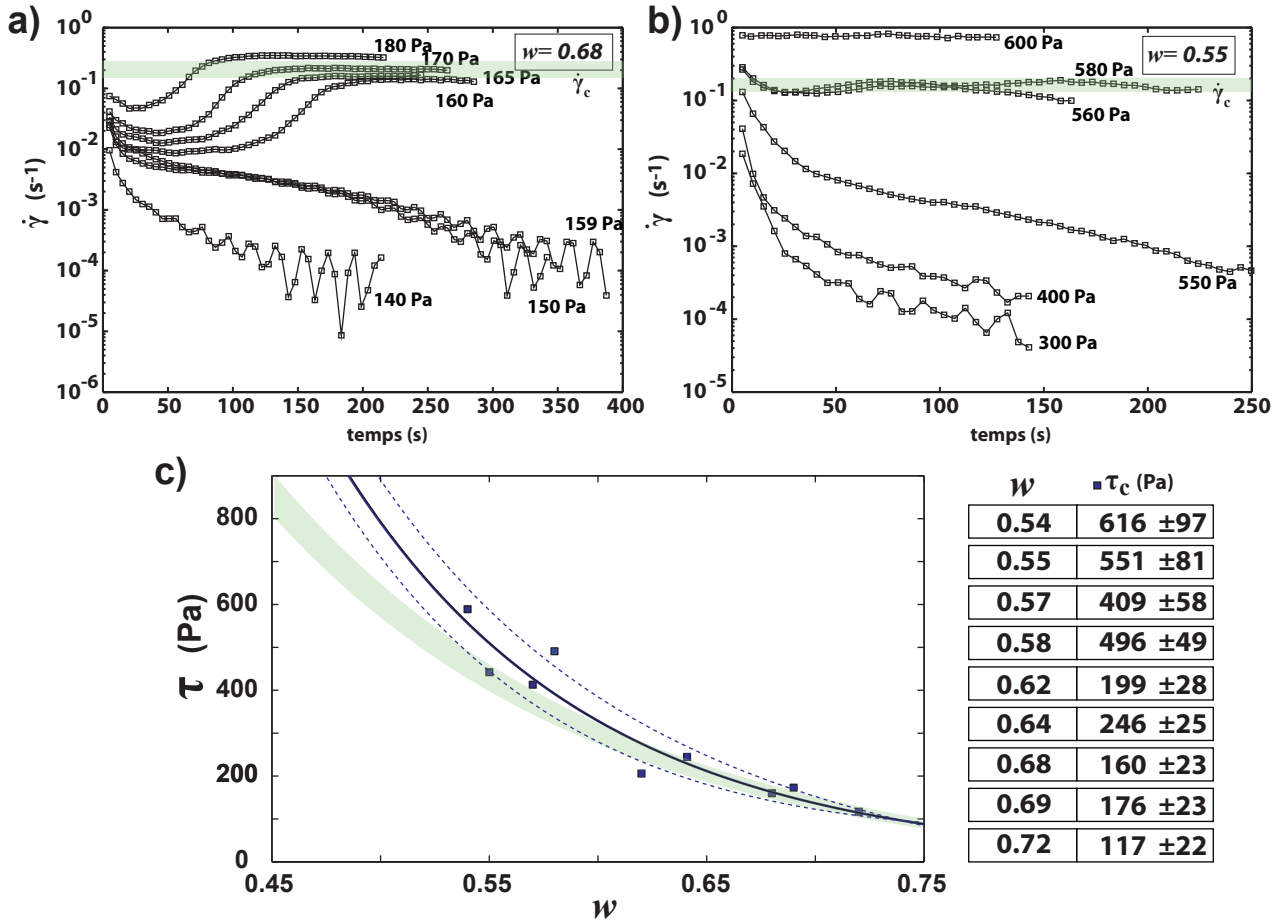 a)
10⁰
10⁻¹
10⁻²
10⁻³
10⁻⁴
10⁻⁵
10⁻⁶
γ̇ (s⁻¹)
180 Pa
w= 0.68
170 Pa
165 Pa
γ̇c
160 Pa
159 Pa
150 Pa
140 Pa
0 50 100 150 200 250 300 350 400
temps (s)
b)
10⁰
10⁻¹
10⁻²
10⁻³
10⁻⁴
10⁻⁵
γ̇ (s⁻¹)
600 Pa
w= 0.55
580 Pa
γ̇c
560 Pa
550 Pa
400 Pa
300 Pa
0 50 100 150 200 250
temps (s)
c)
τ (Pa)
800
600
400
200
0
0.45 0.55 0.65 0.75
w
w τc (Pa)
0.54 616 ±97
0.55 551 ±81
0.57 409 ±58
0.58 496 ±49
0.62 199 ±28
0.64 246 ±25
0.68 160 ±23
0.69 176 ±23
0.72 117 ±22